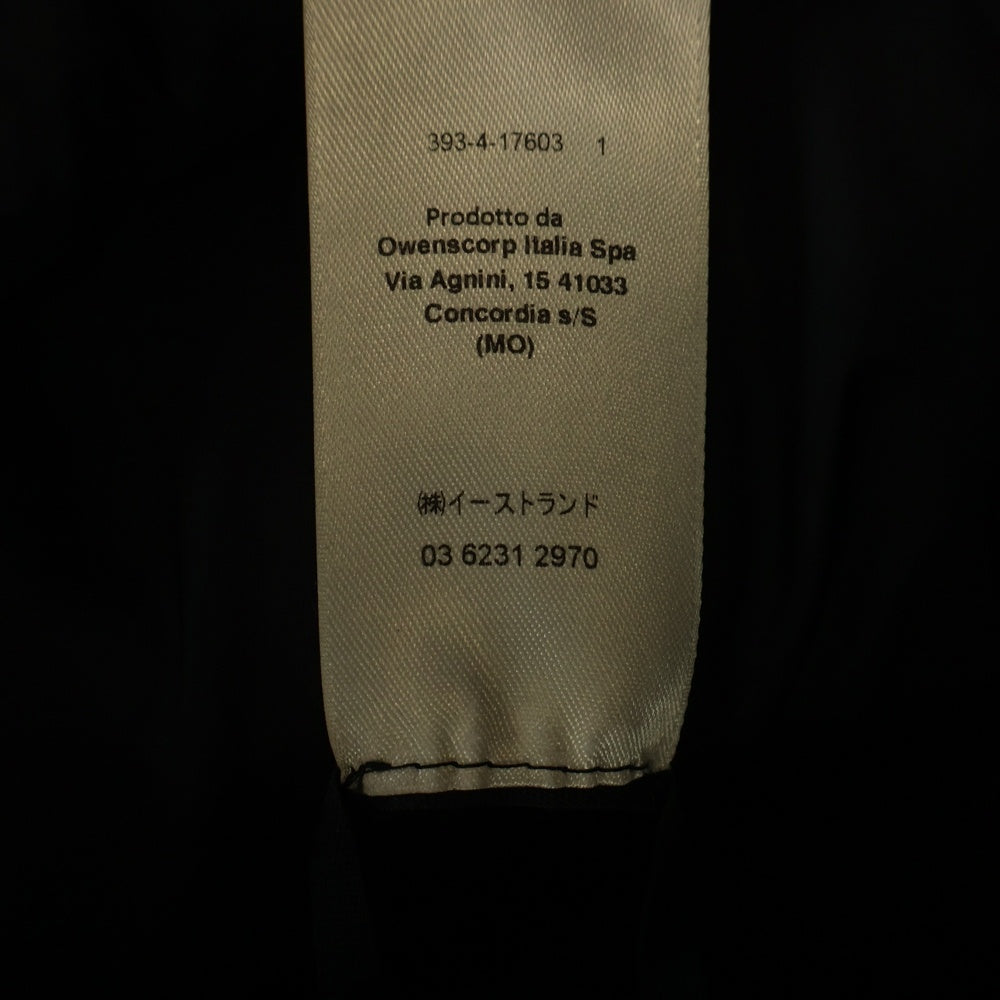 393-4-17603 1
Prodotto da
Owenscorp Italia Spa
Via Agnini, 15 41033
Concordia s/S
(MO)
㈱イーストランド
03 6231 2970